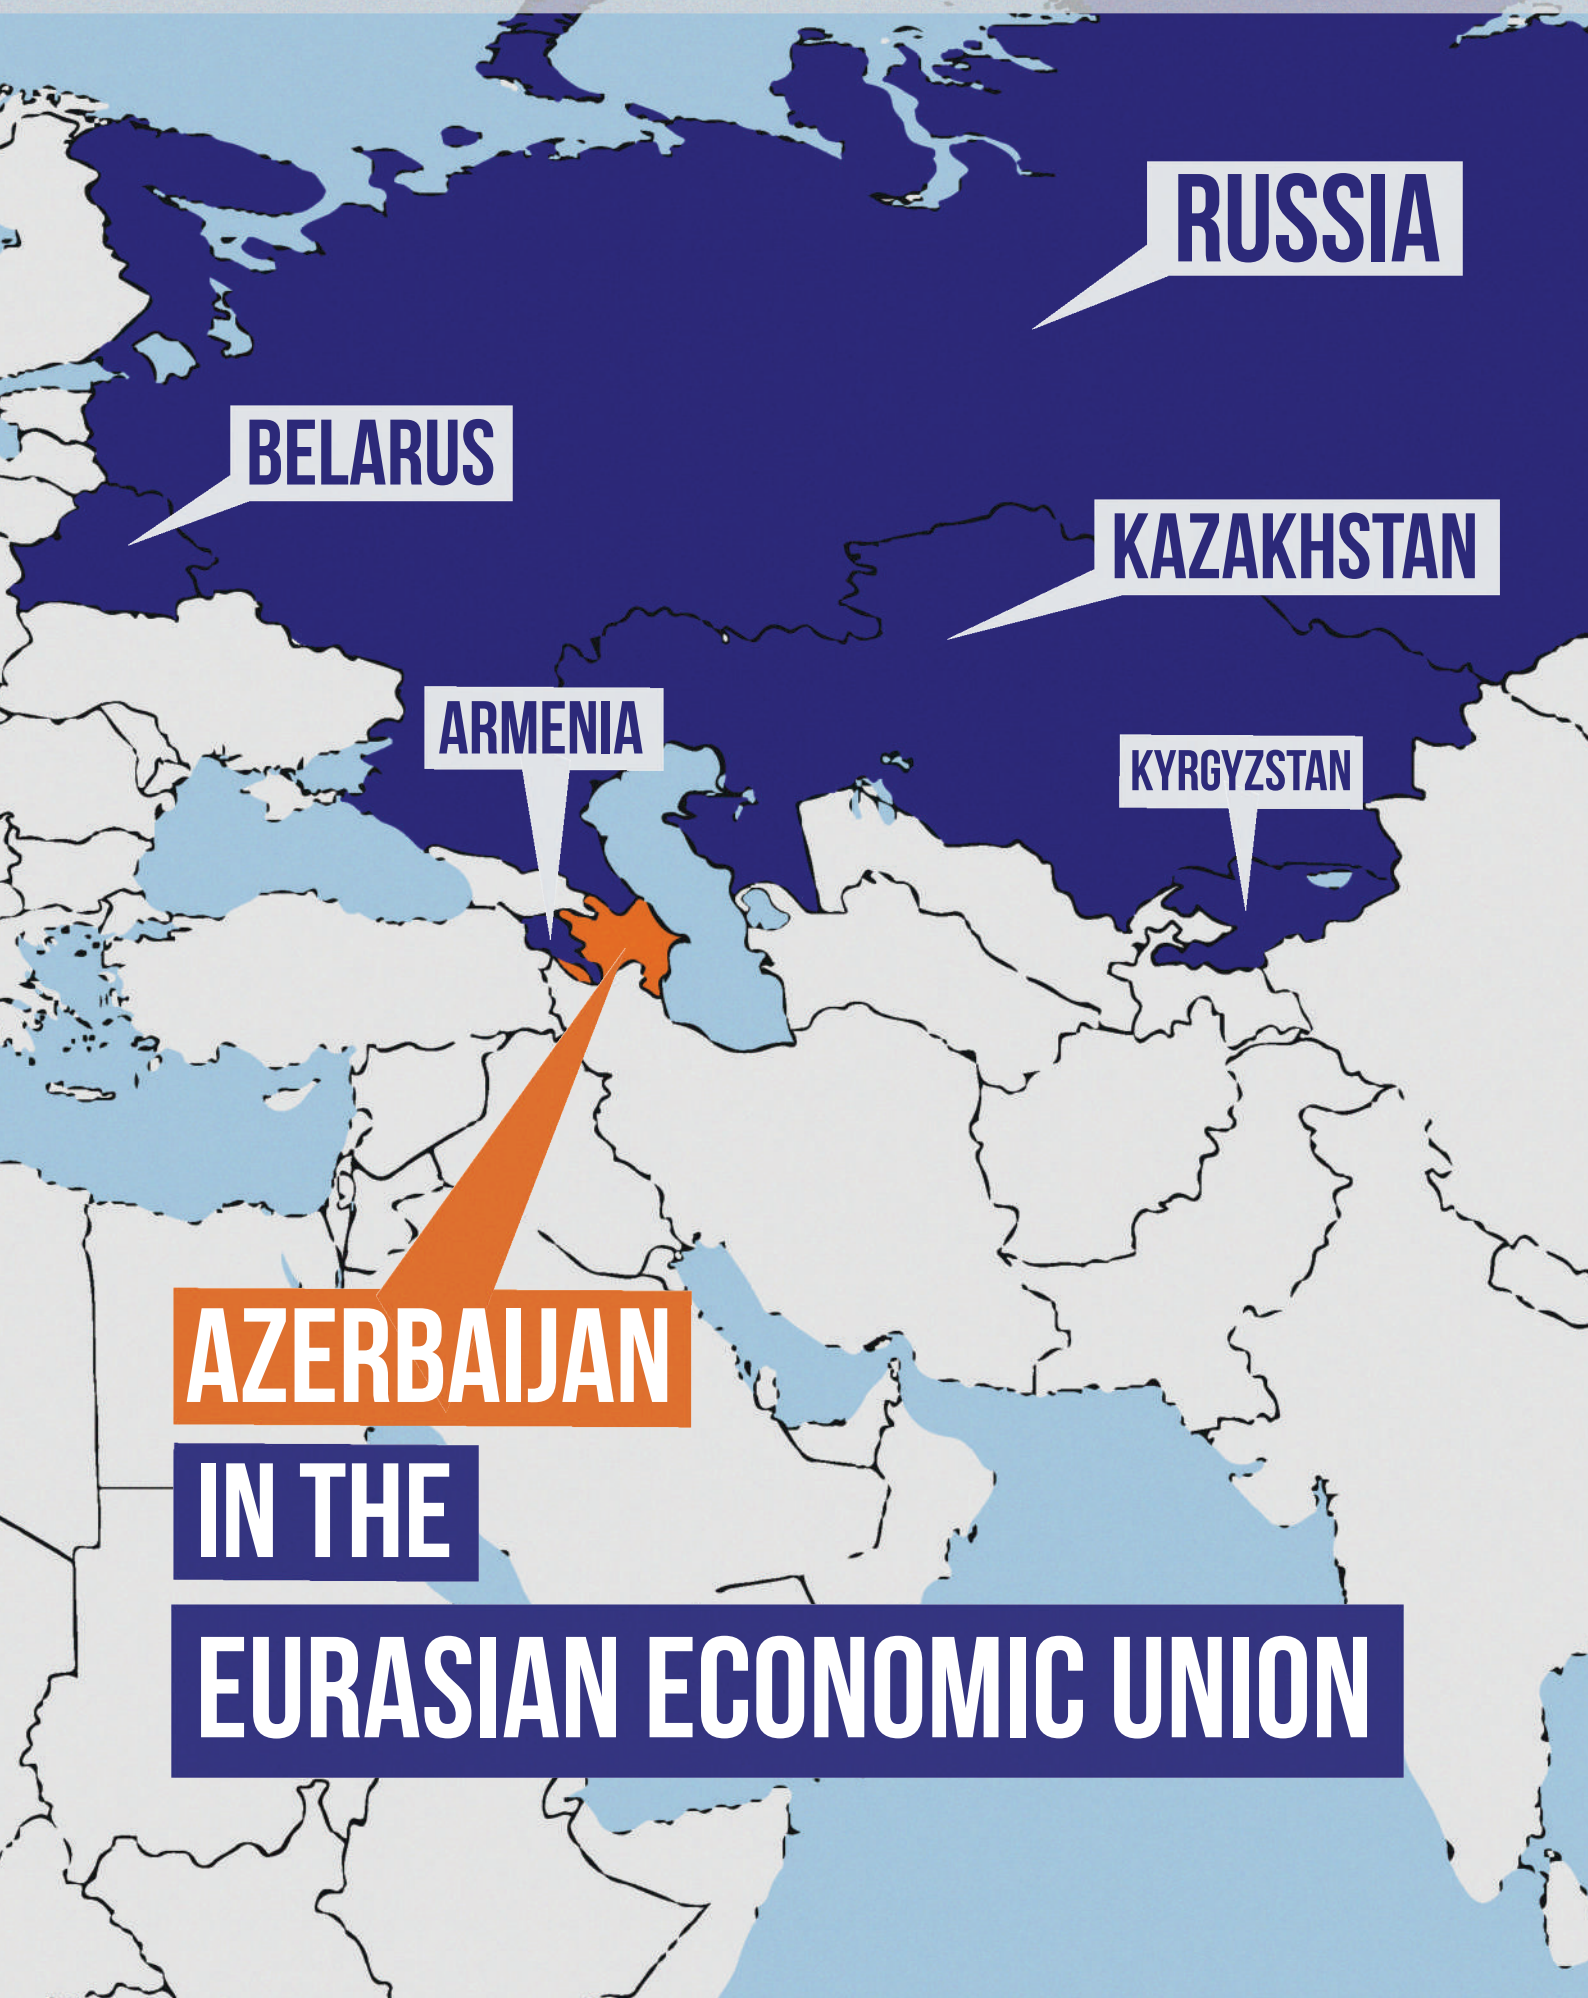 RUSSIA
BELARUS
KAZAKHSTAN
ARMENIA
KYRGYZSTAN
AZERBAIJAN
IN THE
EURASIAN ECONOMIC UNION